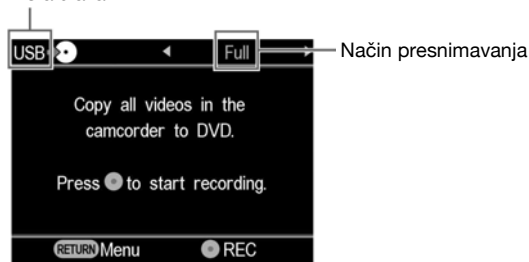 USB Full
Način presnimavanja
Copy all videos in the
camcorder to DVD.
Press to start recording.
RETURN Menu REC